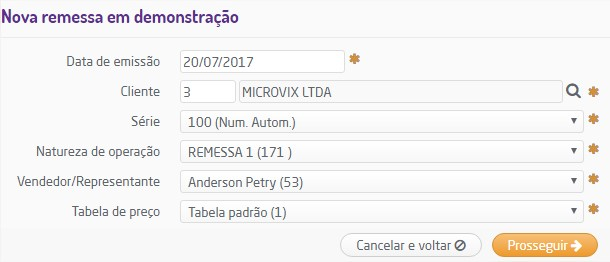 Nova remessa em demonstração
Data de emissão 20/07/2017
Cliente 3 MICROVIX LTDA
Série 100 (Num. Autom.)
Natureza de operação REMESSA 1 (171 )
Vendedor/Representante Anderson Petry (53)
Tabela de preço Tabela padrão (1)
Cancelar e voltar Prosseguir